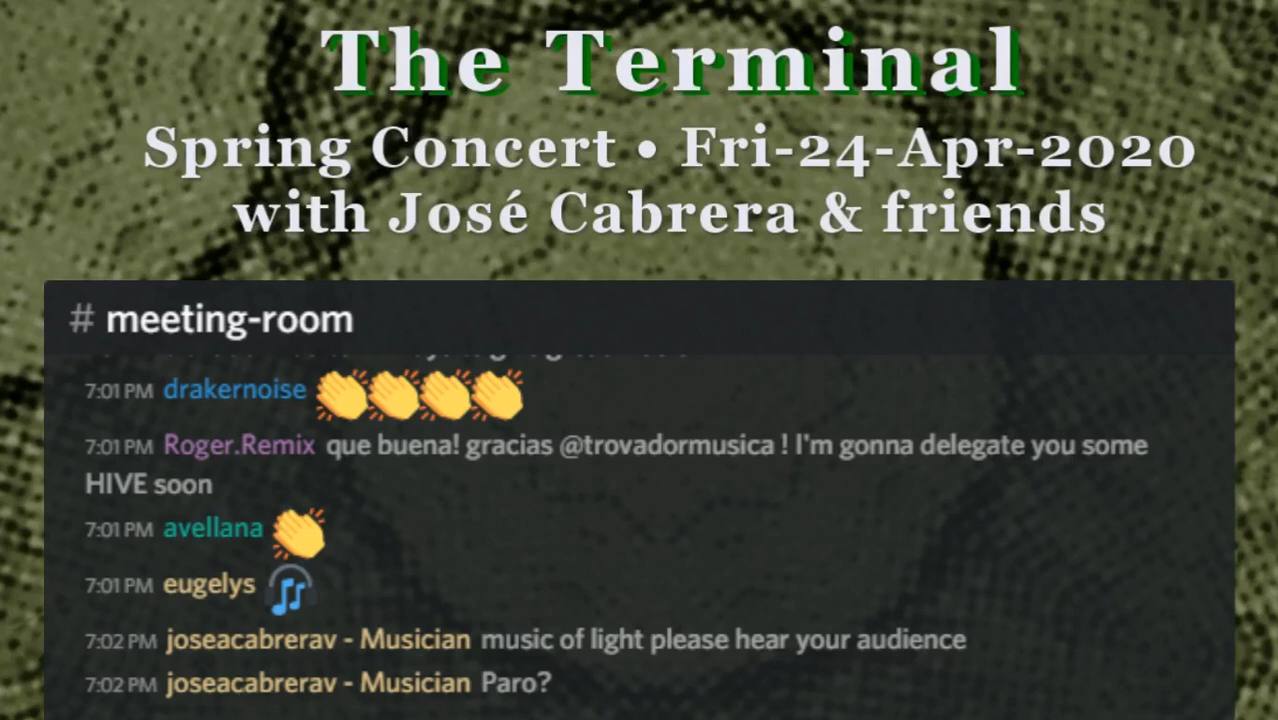 The Terminal
Spring Concert • Fri-24-Apr-2020
with José Cabrera & friends
# meeting-room
7:01 PM drakernoise 👏👏👏👏
7:01 PM Roger.Remix que buena! gracias @trovadormusica ! I'm gonna delegate you some
HIVE soon
7:01 PM avellana 👏
7:01 PM eugelys
7:02 PM joseacabrerav - Musician music of light please hear your audience
7:02 PM joseacabrerav - Musician Paro?